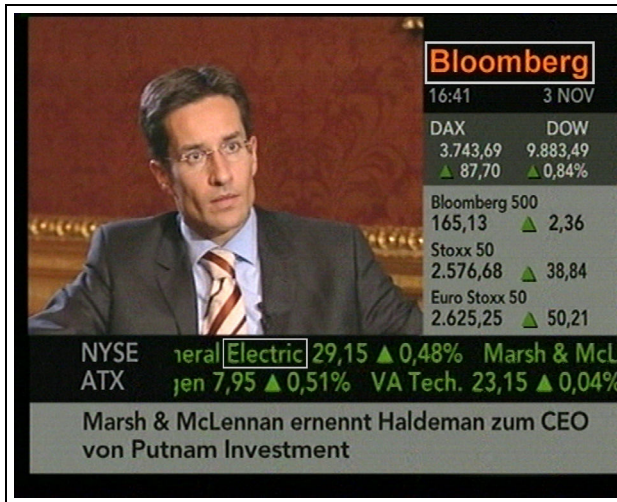 Bloomberg
16:41 3 NOV
DAX DOW
3.743,69 9.883,49
▲ 87,70 ▲ 0,84%
Bloomberg 500
165,13 ▲ 2,36
Stoxx 50
2.576,68 ▲ 38,84
Euro Stoxx 50
2.625,25 ▲ 50,21
NYSE neral Electric 29,15 ▲ 0,48% Marsh & McL
ATX gen 7,95 ▲ 0,51% VA Tech. 23,15 ▲ 0,04%
Marsh & McLennan ernennt Haldeman zum CEO
von Putnam Investment